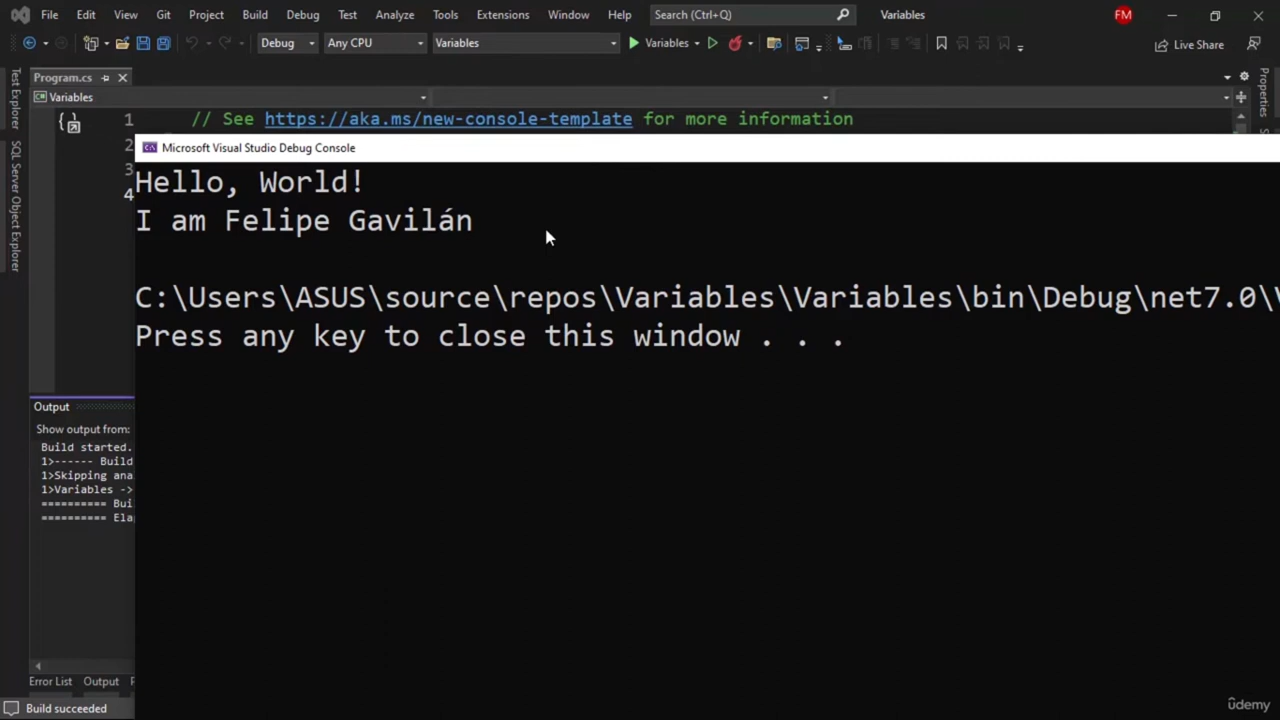 File Edit View Git Project Build Debug Test Analyze Tools Extensions Window Help Search (Ctrl+Q) Variables FM
Debug Any CPU Variables Variables Live Share
Program.cs
Variables
Test Explorer
SQL Server Object Explorer
Properties
1 // See https://aka.ms/new-console-template for more information
2
3
4
Microsoft Visual Studio Debug Console
Hello, World!
I am Felipe Gavilán
C:\Users\ASUS\source\repos\Variables\Variables\bin\Debug\net7.0\
Press any key to close this window . . .
Output
Show output from:
Build started.
1>------ Build
1>Skipping ana
1>Variables ->
========== Bui
========== Ela
Error List Output
Build succeeded
udemy